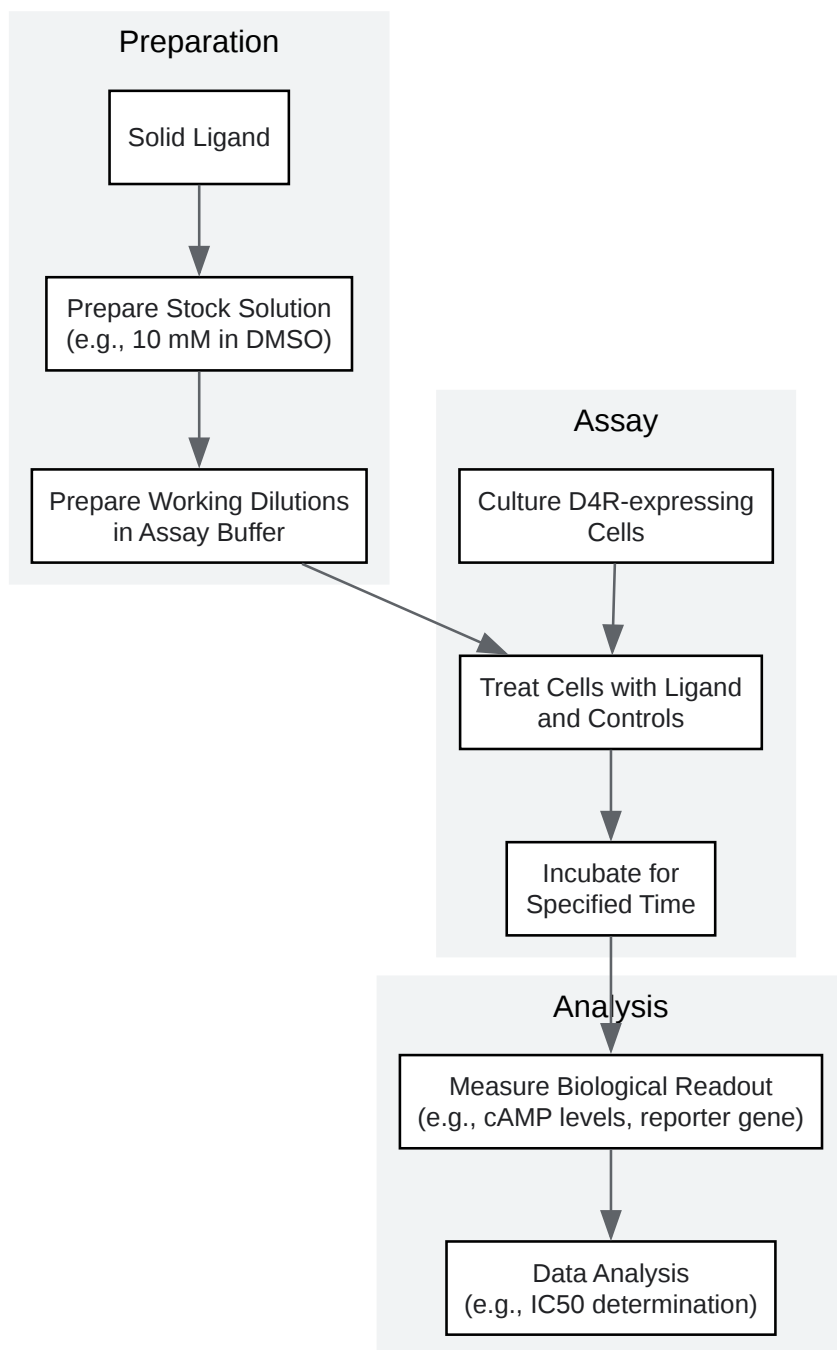 Preparation
Solid Ligand
Prepare Stock Solution
(e.g., 10 mM in DMSO)
Prepare Working Dilutions
in Assay Buffer
Assay
Culture D4R-expressing
Cells
Treat Cells with Ligand
and Controls
Incubate for
Specified Time
Analysis
Measure Biological Readout
(e.g., cAMP levels, reporter gene)
Data Analysis
(e.g., IC50 determination)